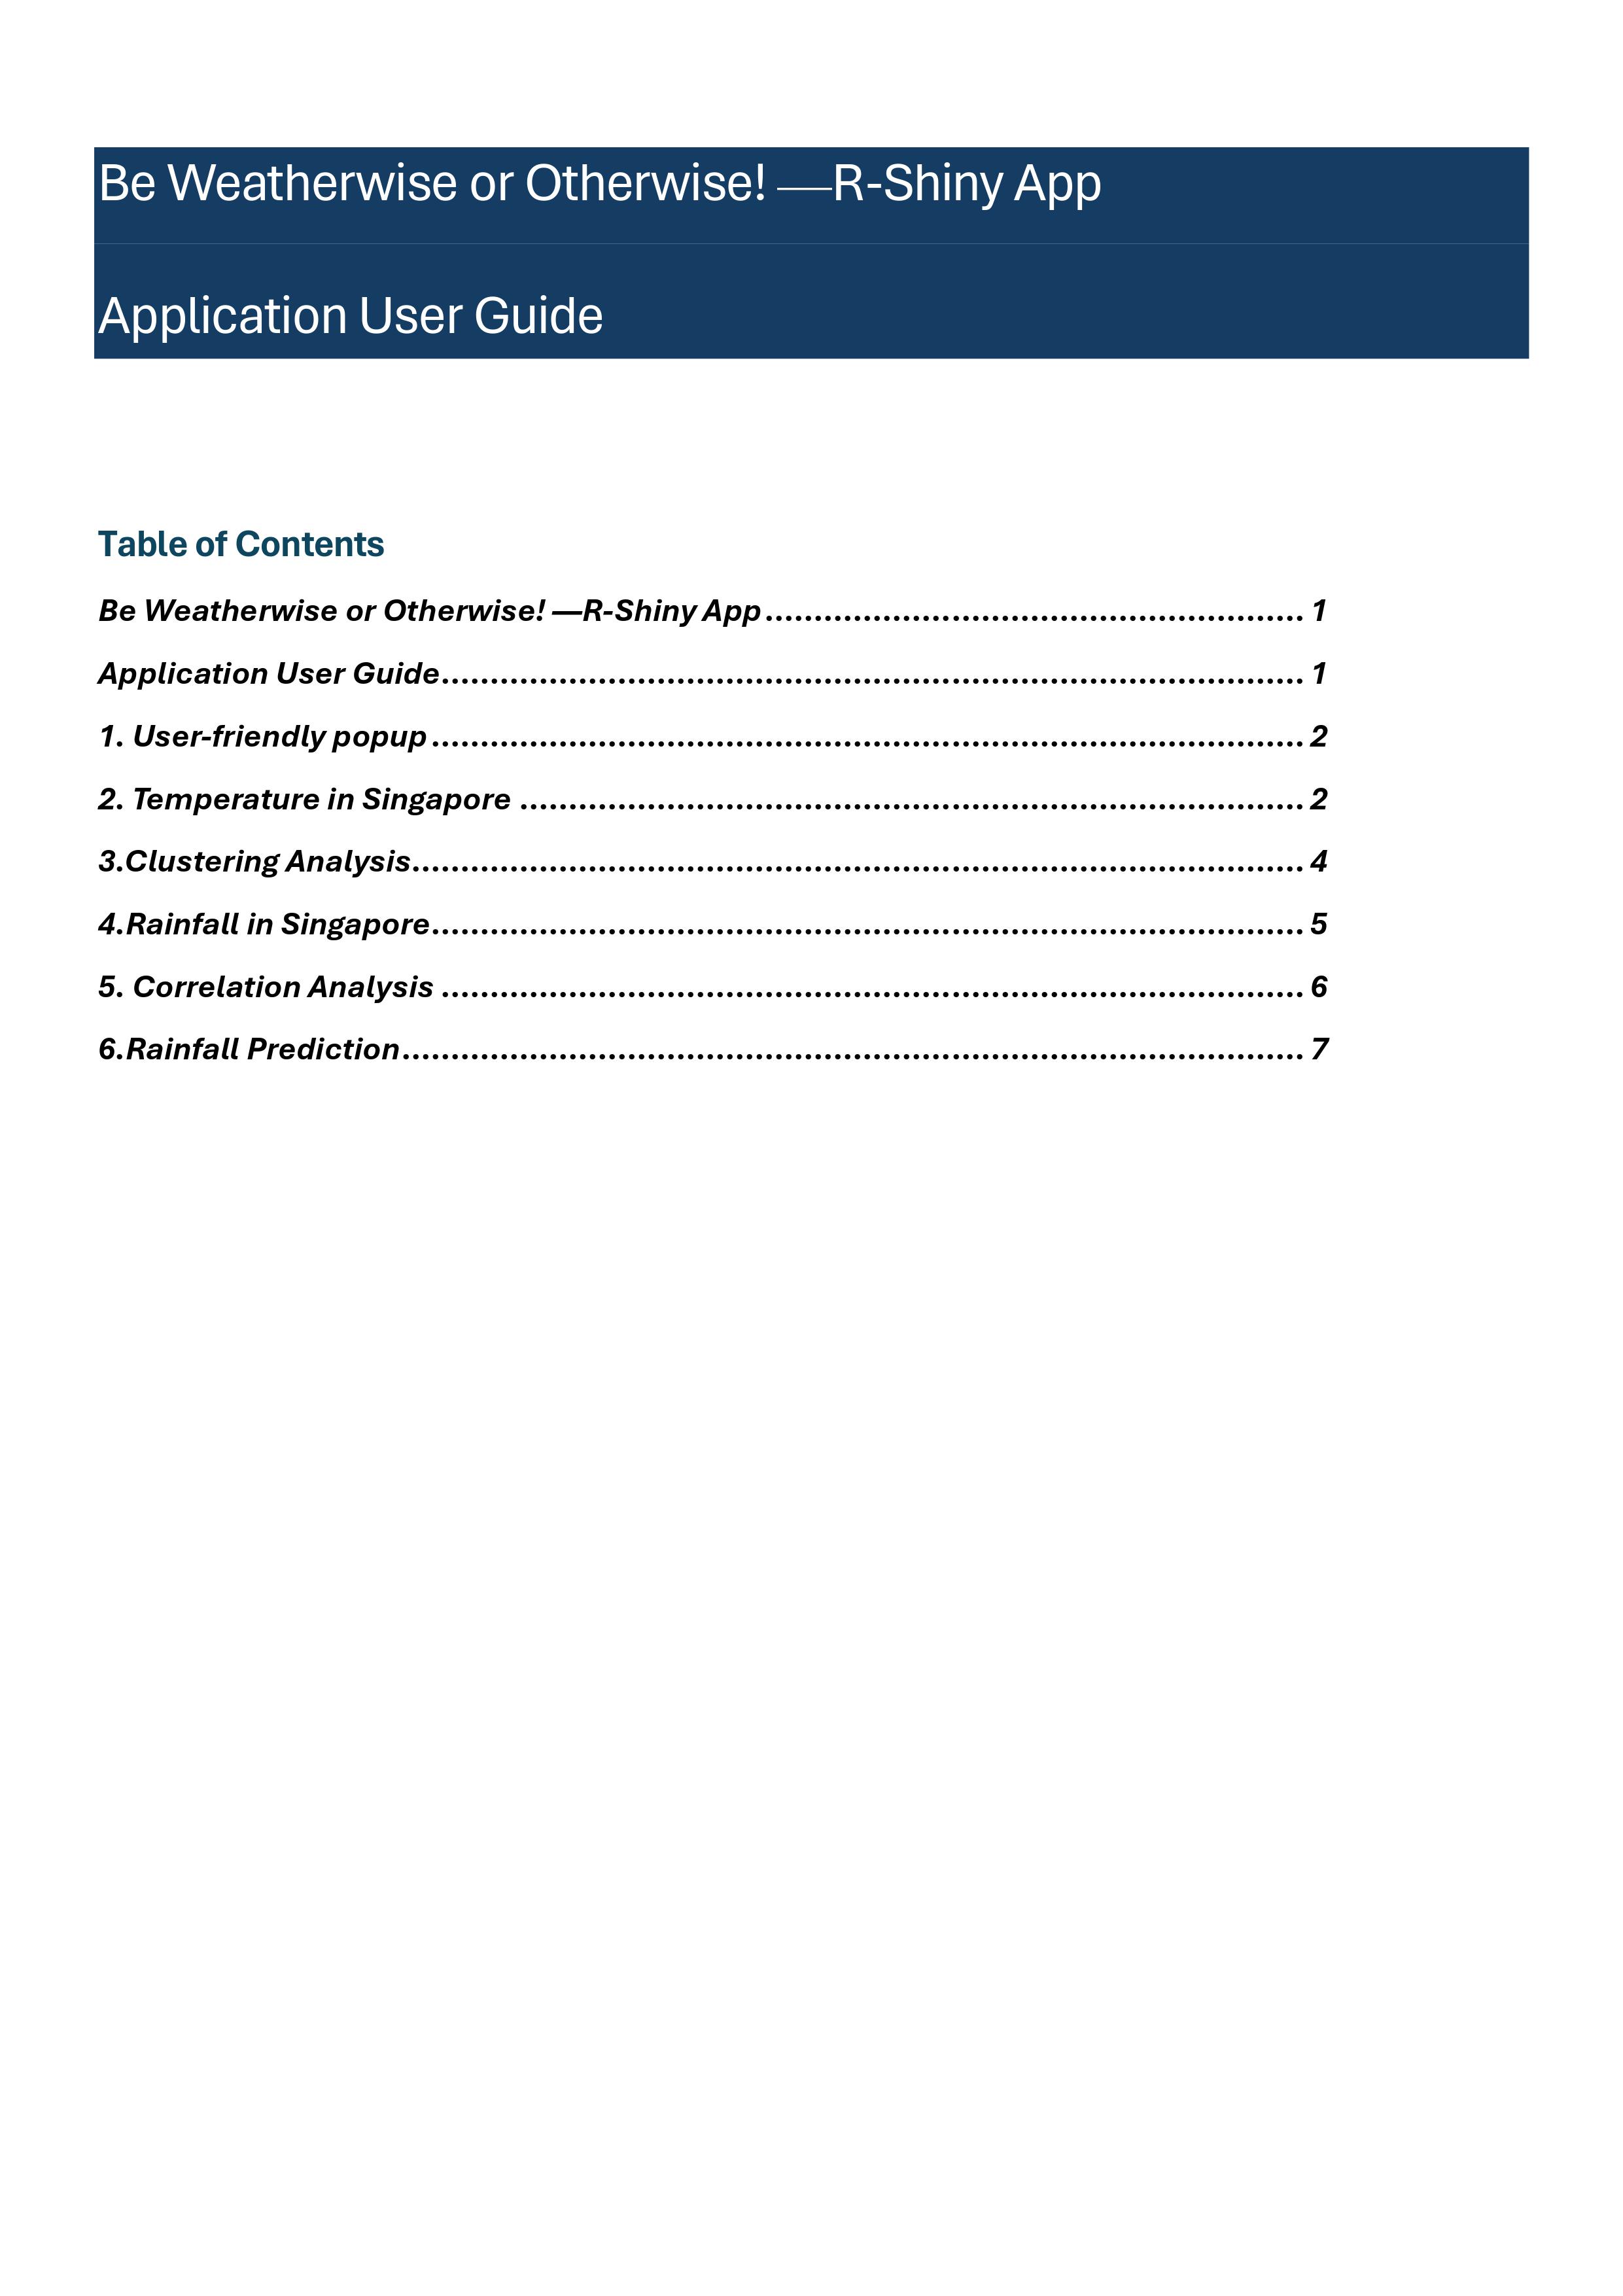 Be Weatherwise or Otherwise! —R-Shiny App
Application User Guide
Table of Contents
Be Weatherwise or Otherwise! —R-Shiny App ........................................................ 1
Application User Guide.......................................................................................... 1
1. User-friendly popup ........................................................................................... 2
2. Temperature in Singapore .................................................................................. 2
3.Clustering Analysis............................................................................................. 4
4.Rainfall in Singapore........................................................................................... 5
5. Correlation Analysis .......................................................................................... 6
6.Rainfall Prediction.............................................................................................. 7